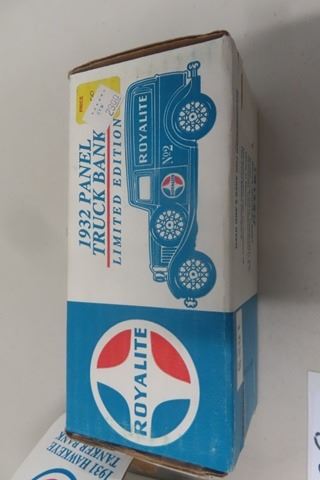 1932 PANEL
TRUCK BANK
LIMITED EDITION
PRICE
ROYALITE
No 2
ROYALITE
1931 HAWKEYE
TANKER BANK